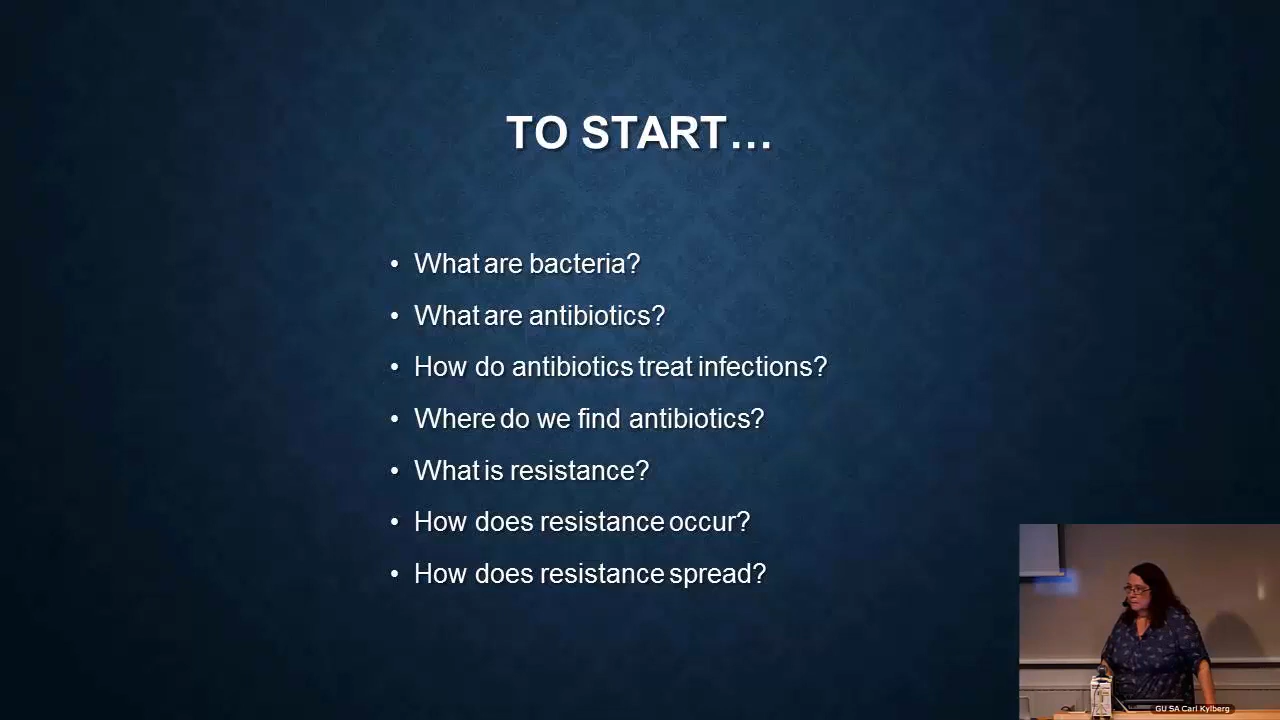 TO START…
• What are bacteria?
• What are antibiotics?
• How do antibiotics treat infections?
• Where do we find antibiotics?
• What is resistance?
• How does resistance occur?
• How does resistance spread?
GU SA Carl Kylberg